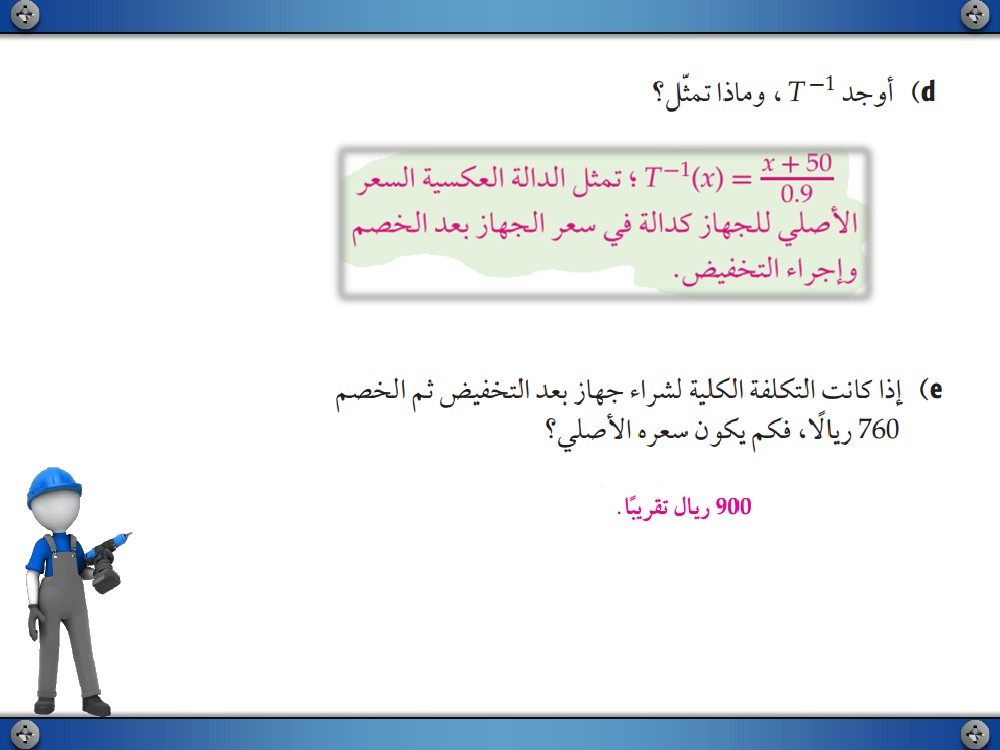 d) أوجد T⁻¹ ، وماذا تمثّل؟
T⁻¹(x) = (x + 50)/0.9 ؛ تمثل الدالة العكسية السعر
الأصلي للجهاز كدالة في سعر الجهاز بعد الخصم
وإجراء التخفيض.
e) إذا كانت التكلفة الكلية لشراء جهاز بعد التخفيض ثم الخصم
760 ريالًا، فكم يكون سعره الأصلي؟
900 ريال تقريبًا.